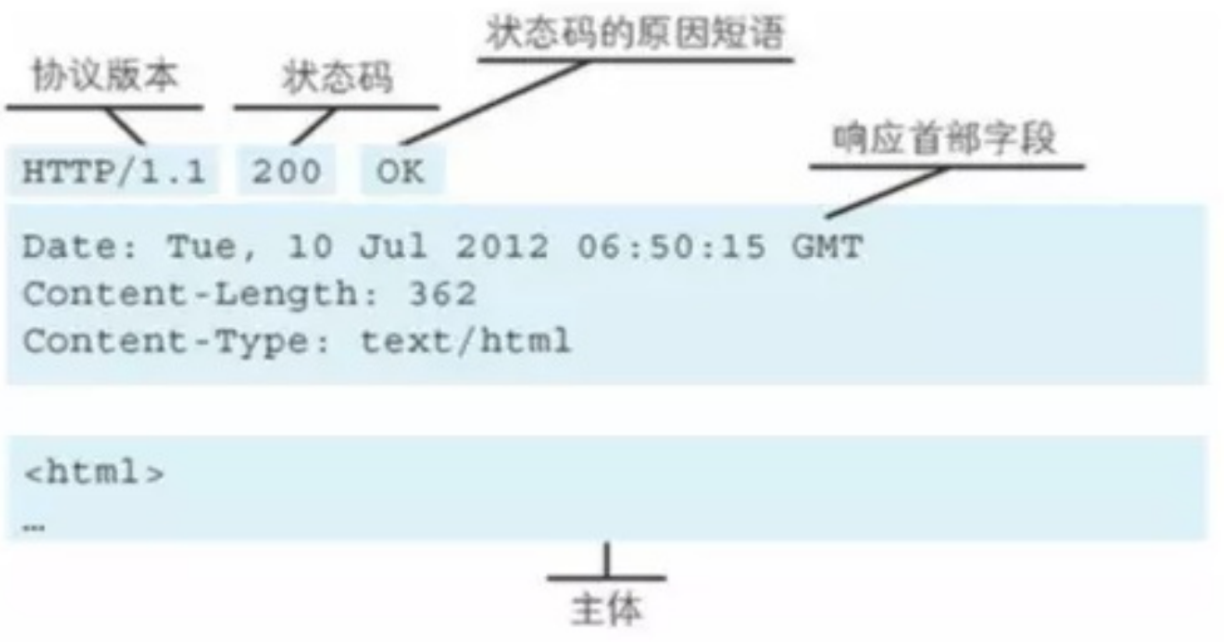 状态码的原因短语
协议版本
状态码
响应首部字段
HTTP/1.1 200 OK
Date: Tue, 10 Jul 2012 06:50:15 GMT
Content-Length: 362
Content-Type: text/html
<html>
…
主体